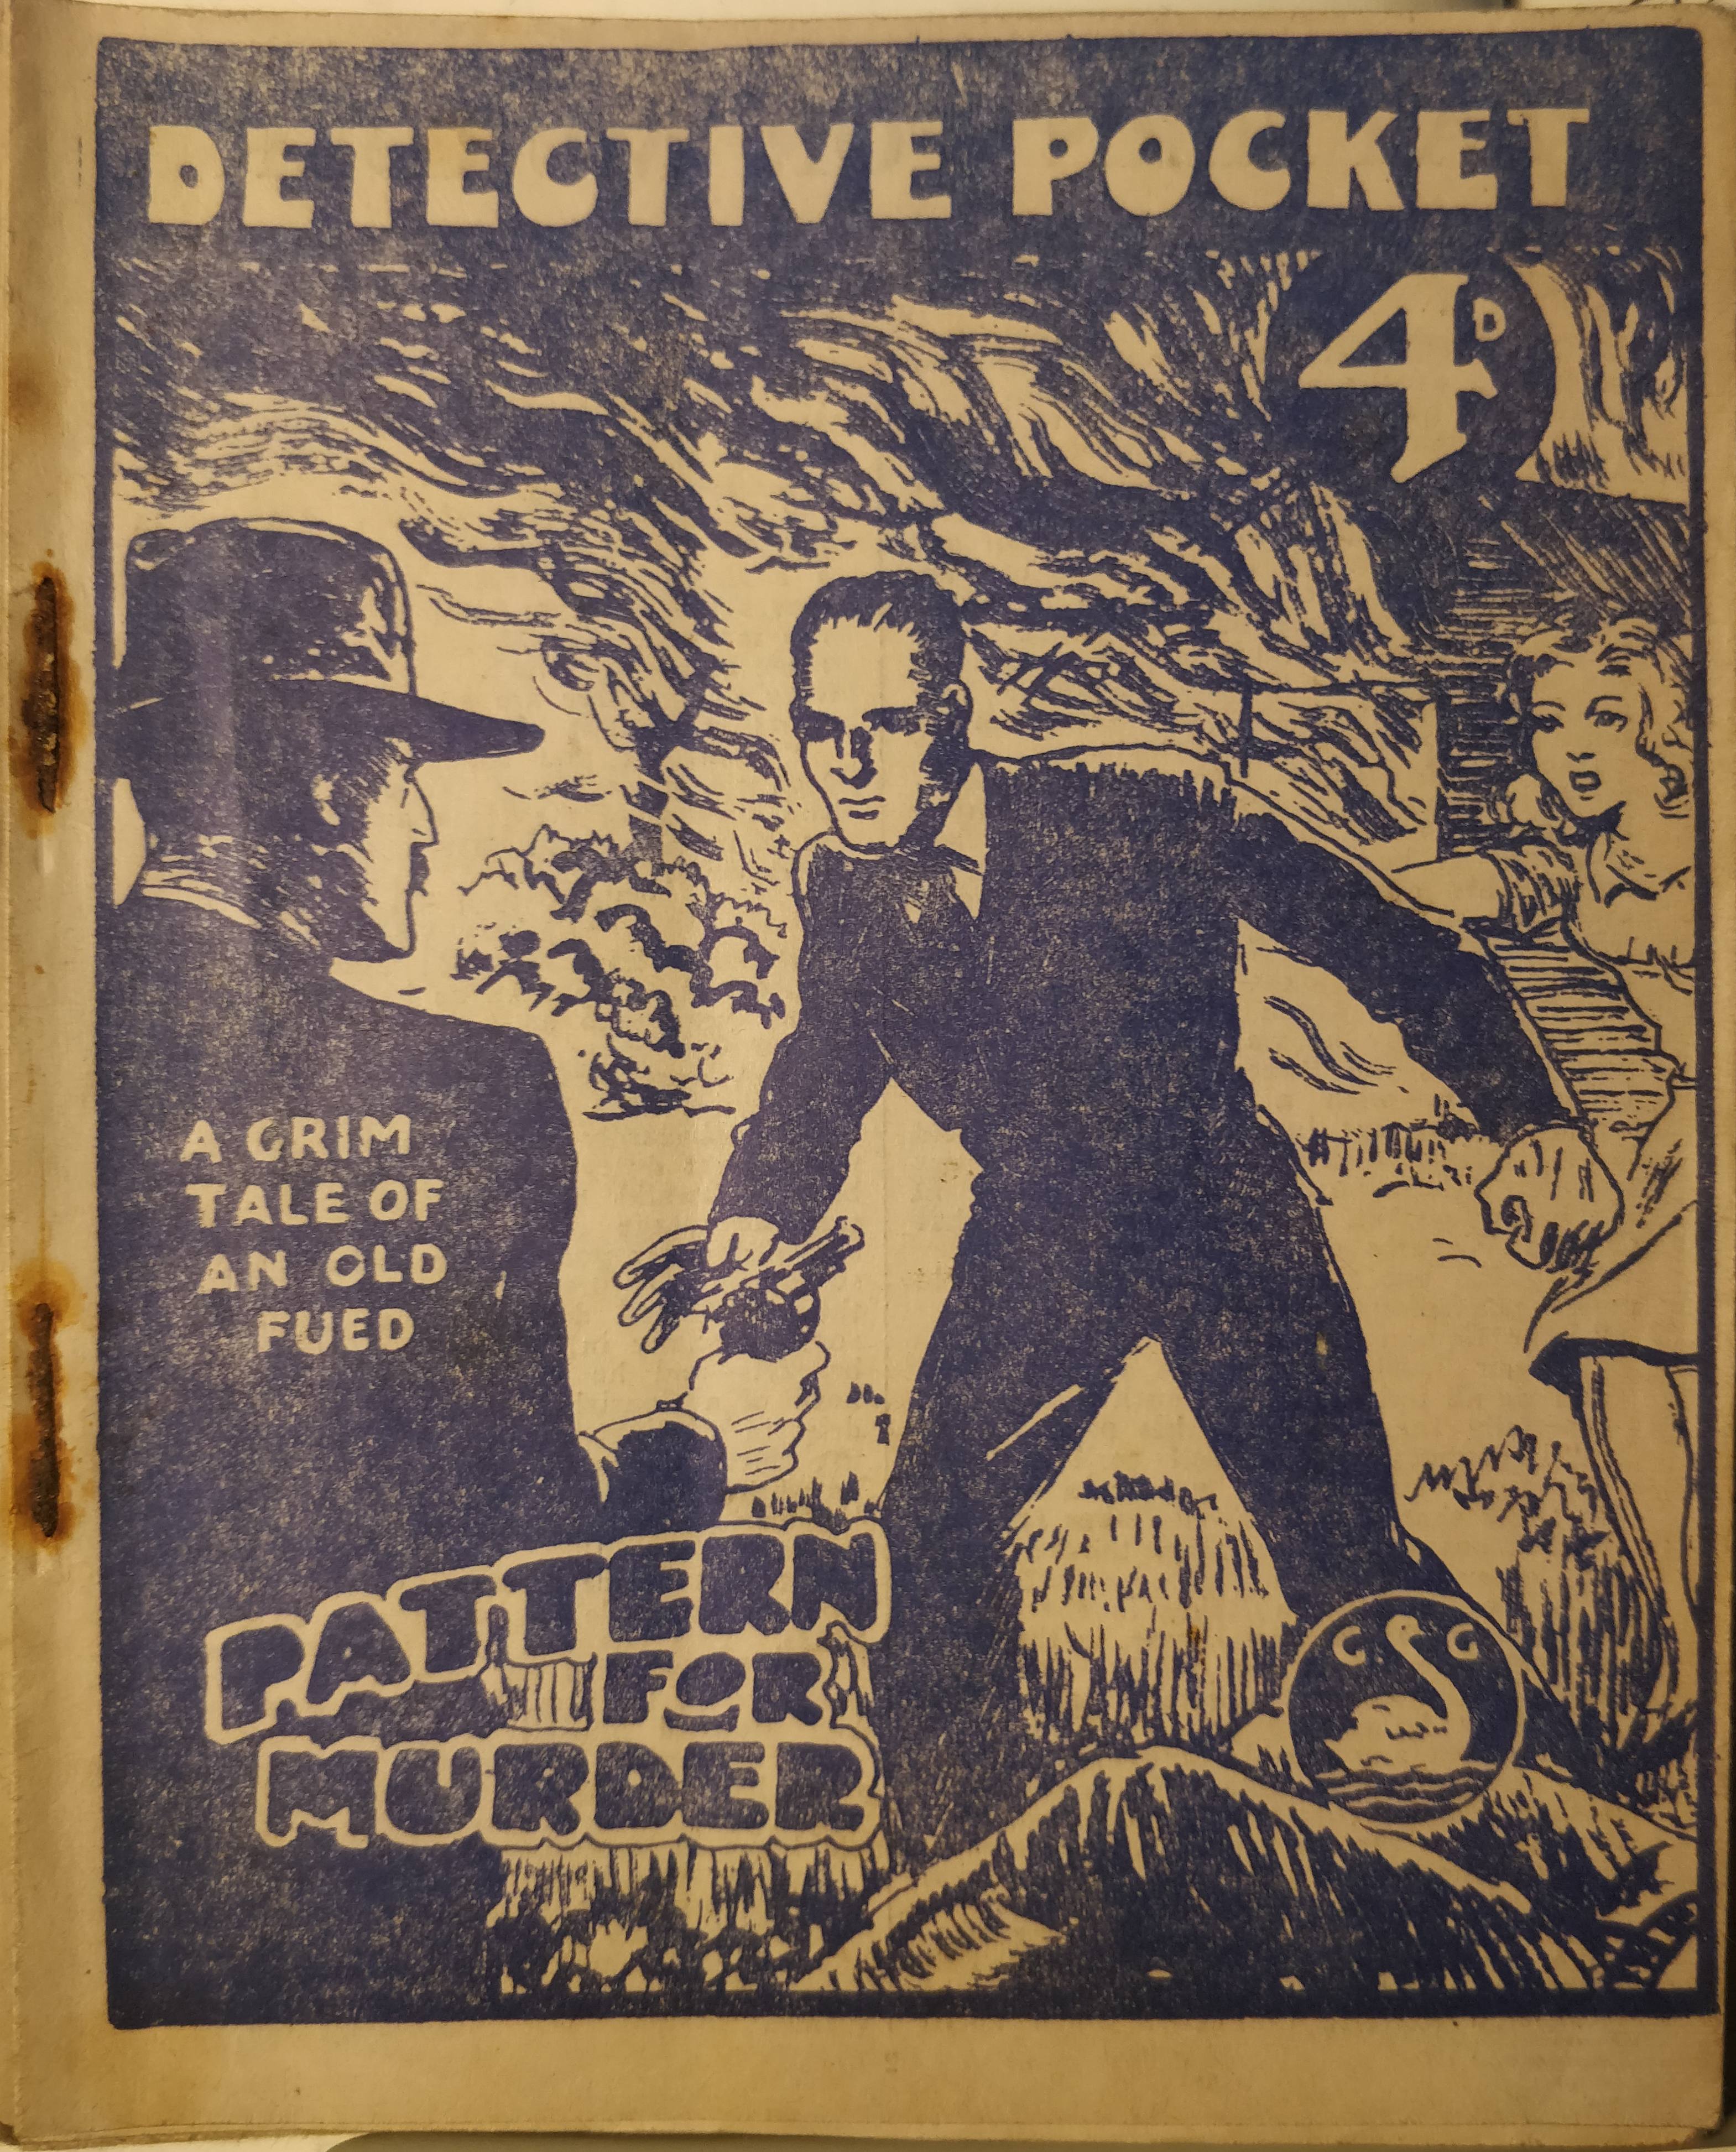 DETECTIVE POCKET
4D
A GRIM
TALE OF
AN OLD
FUED
PATTERN
FOR
MURDER
G G